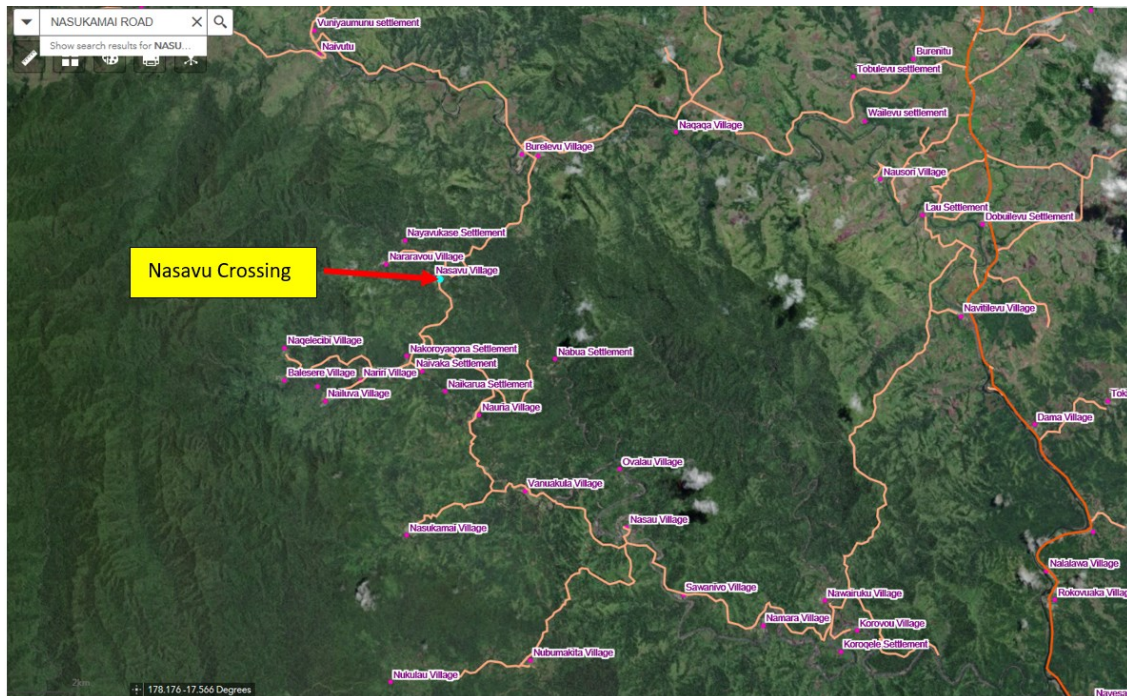 NASUKAMAI ROAD
Show search results for NASU...
Vuniyaumunu settlement
Naivutu
Burenitu
Tobulevu settlement
Wailevu settlement
Naqaqa Village
Burelevu Village
Nausori Village
Lau Settlement
Dobuilevu Settlement
Nayavukase Settlement
Nararavou Village
Nasavu Village
Nasavu Crossing
Navitilevu Village
Naqelecibi Village
Nakoroyaqona Settlement
Nabua Settlement
Naivaka Settlement
Balesere Village
Nariri Village
Nailuva Village
Naikarua Settlement
Nauria Village
Toka
Dama Village
Ovalau Village
Vanuakula Village
Nasukamai Village
Nasau Village
Nalalawa Village
Sawanivo Village
Nawairuku Village
Rokovuaka Villag
Namara Village
Korovou Village
Koroqele Settlement
Nubumakita Village
Nukulau Village
2km
178.176 -17.566 Degrees
Navesa